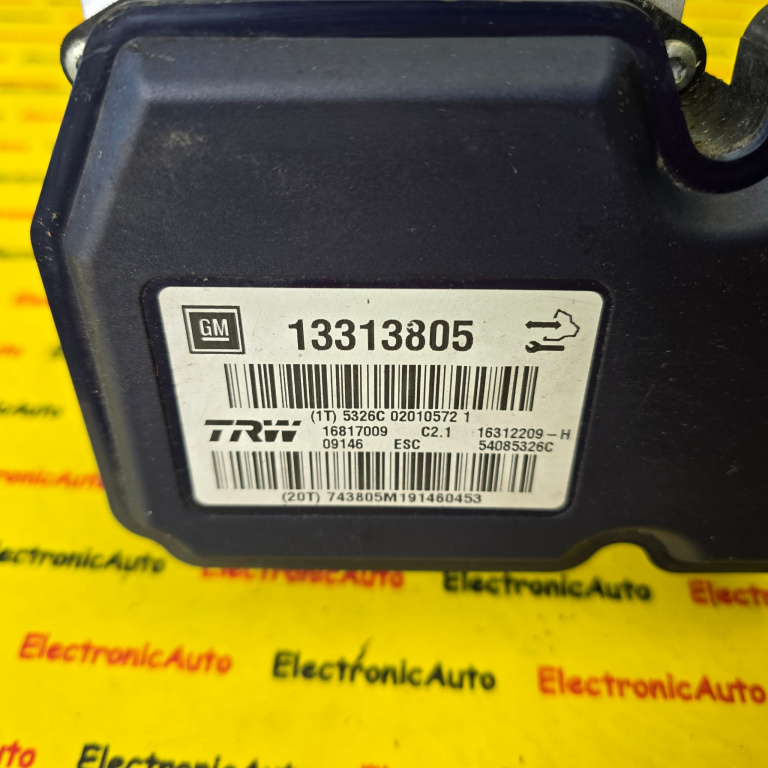 GM 13313805
(1T) 5326C 02010572 1
TRW 16817009 C2.1 16312209-H
09146 ESC 54085326C
(20T) 743805M191460453
ElectronicAuto ElectronicAuto ElectronicAuto
ElectronicAuto ElectronicAuto ElectronicAuto
ElectronicAuto